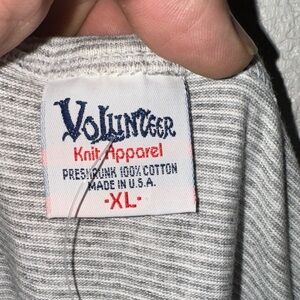 VOLUNTEER
Knit Apparel
PRESHRUNK 100% COTTON
MADE IN U.S.A.
·XL·